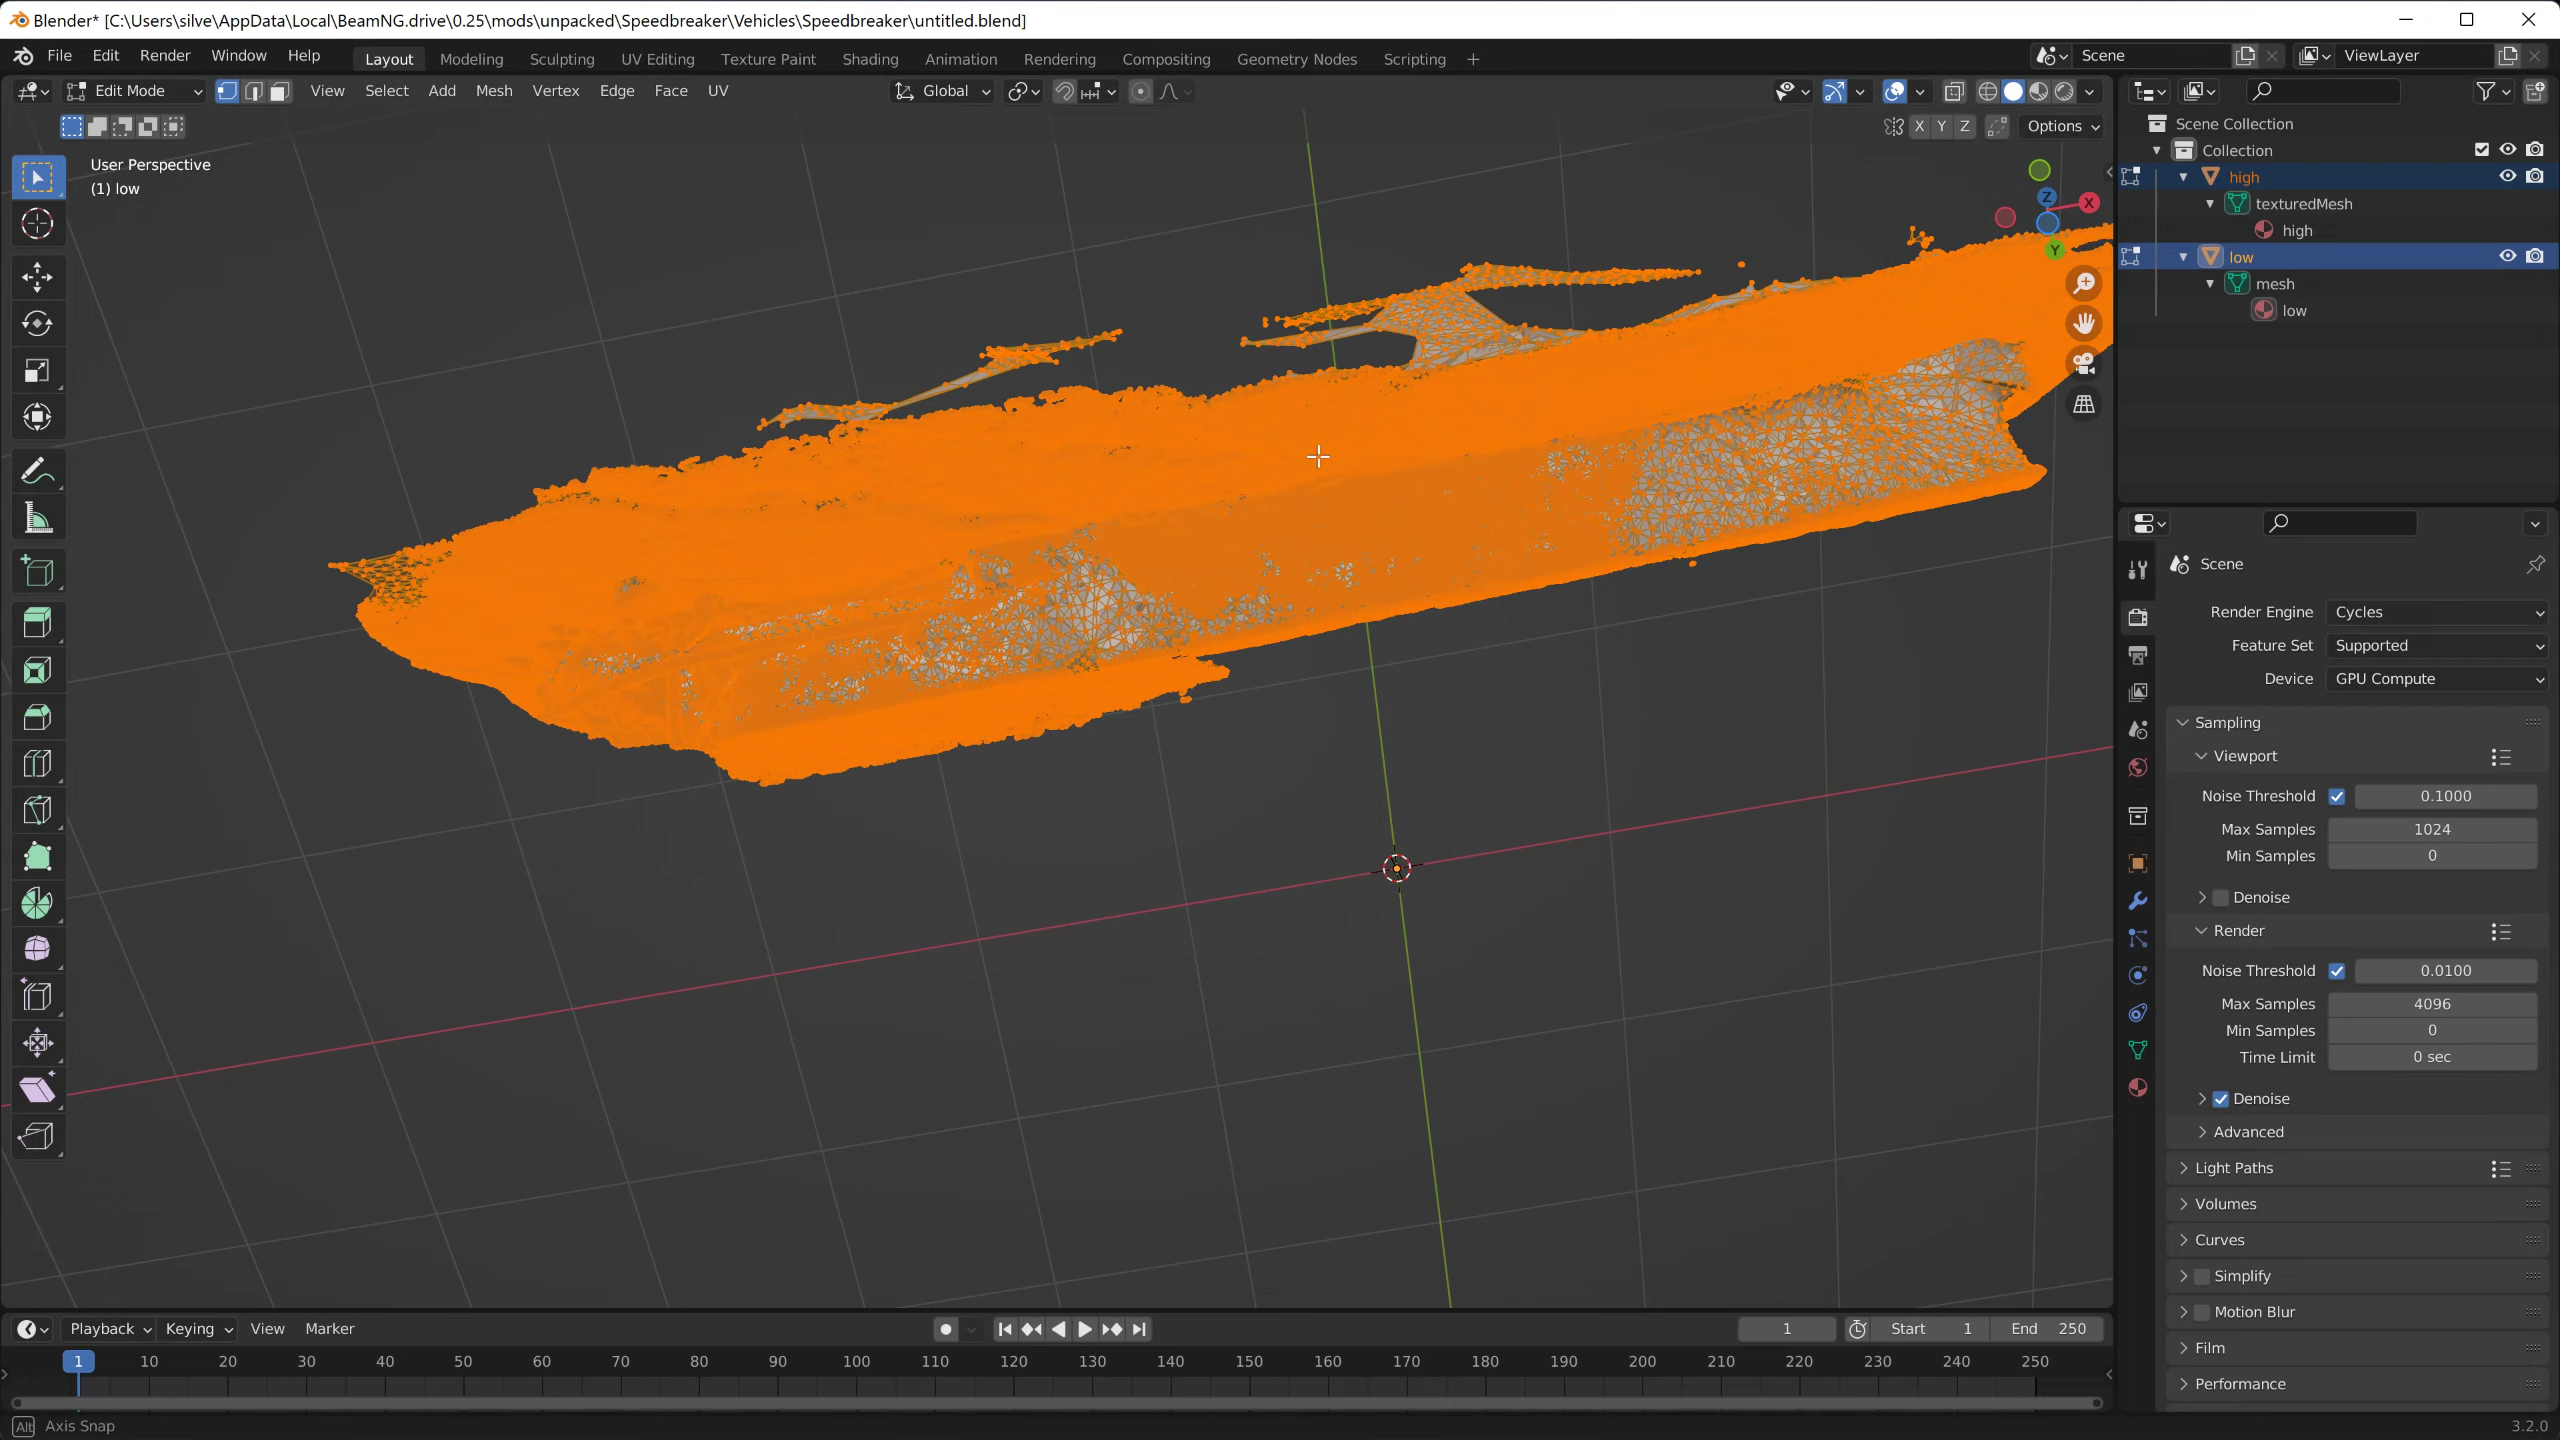 Blender* [C:\Users\silve\AppData\Local\BeamNG.drive\0.25\mods\unpacked\Speedbreaker\Vehicles\Speedbreaker\untitled.blend]
File Edit Render Window Help Layout Modeling Sculpting UV Editing Texture Paint Shading Animation Rendering Compositing Geometry Nodes Scripting + Scene ViewLayer
Edit Mode View Select Add Mesh Vertex Edge Face UV Global
X Y Z Options
User Perspective
(1) low
Z
X
Y
Scene Collection
Collection
high
texturedMesh
high
low
mesh
low
Scene
Render Engine Cycles
Feature Set Supported
Device GPU Compute
Sampling
Viewport
Noise Threshold 0.1000
Max Samples 1024
Min Samples 0
Denoise
Render
Noise Threshold 0.0100
Max Samples 4096
Min Samples 0
Time Limit 0 sec
Denoise
Advanced
Light Paths
Volumes
Curves
Simplify
Motion Blur
Film
Performance
Playback Keying View Marker 1 Start 1 End 250
1 10 20 30 40 50 60 70 80 90 100 110 120 130 140 150 160 170 180 190 200 210 220 230 240 250
Alt Axis Snap 3.2.0